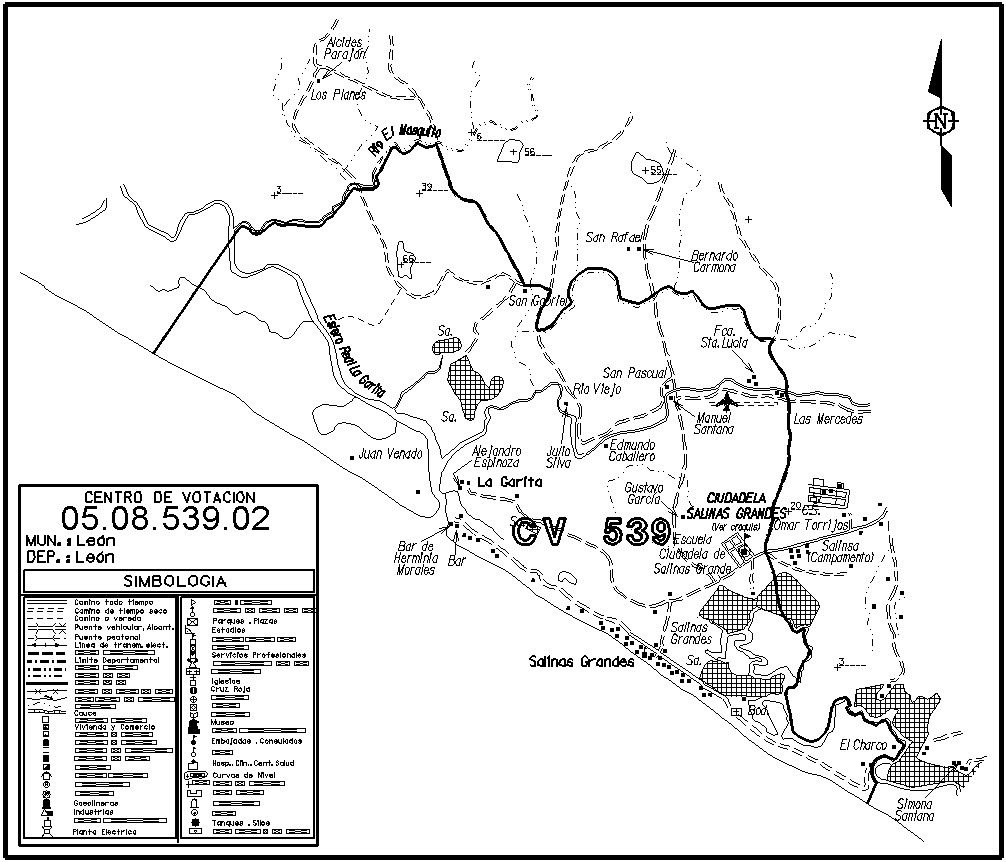 Alcides
Parajón
Los Planes
Río El Mosquito
6
56
55
3
39
N
San Rafael
Bernardo
Carmona
66
San Gabriel
Estero Real La Garita
Sa.
Fca.
Sta. Lucia
San Pascual
Río Viejo
Sa.
Manuel
Santana
Las Mercedes
Juan Venado
Alejandro
Espinoza
Julio
Silva
Edmundo
Caballero
La Garita
Gustavo
García
CIUDADELA
SALINAS GRANDES
(Ver croquis)
20
C.S.
Omar Torrijos
CV 539
Escuela
Ciudadela de
Salinas Grande
Salinsa
(Campamento)
Bar de
Herminia
Morales
Bar
Salinas
Grandes
Salinas Grandes
Sa.
3
Bod.
El Charco
Simona
Santana
CENTRO DE VOTACION
05.08.539.02
MUN. : León
DEP. : León
SIMBOLOGIA
Camino todo tiempo
Camino de tiempo seco
Camino o vereda
Puente vehicular, Alcant.
Puente peatonal
Linea de transm. elect.
Limite Departamental
Cauce
Vivienda y Comercio
Gasolineras
Industrias
Planta Electrica
Parques . Plazas
Estadios
Servicios Profesionales
Iglesias
Cruz Roja
Museo
Embajadas . Consulados
Hosp., Clin., Cent. Salud
Curvas de Nivel
Tanques . Silos